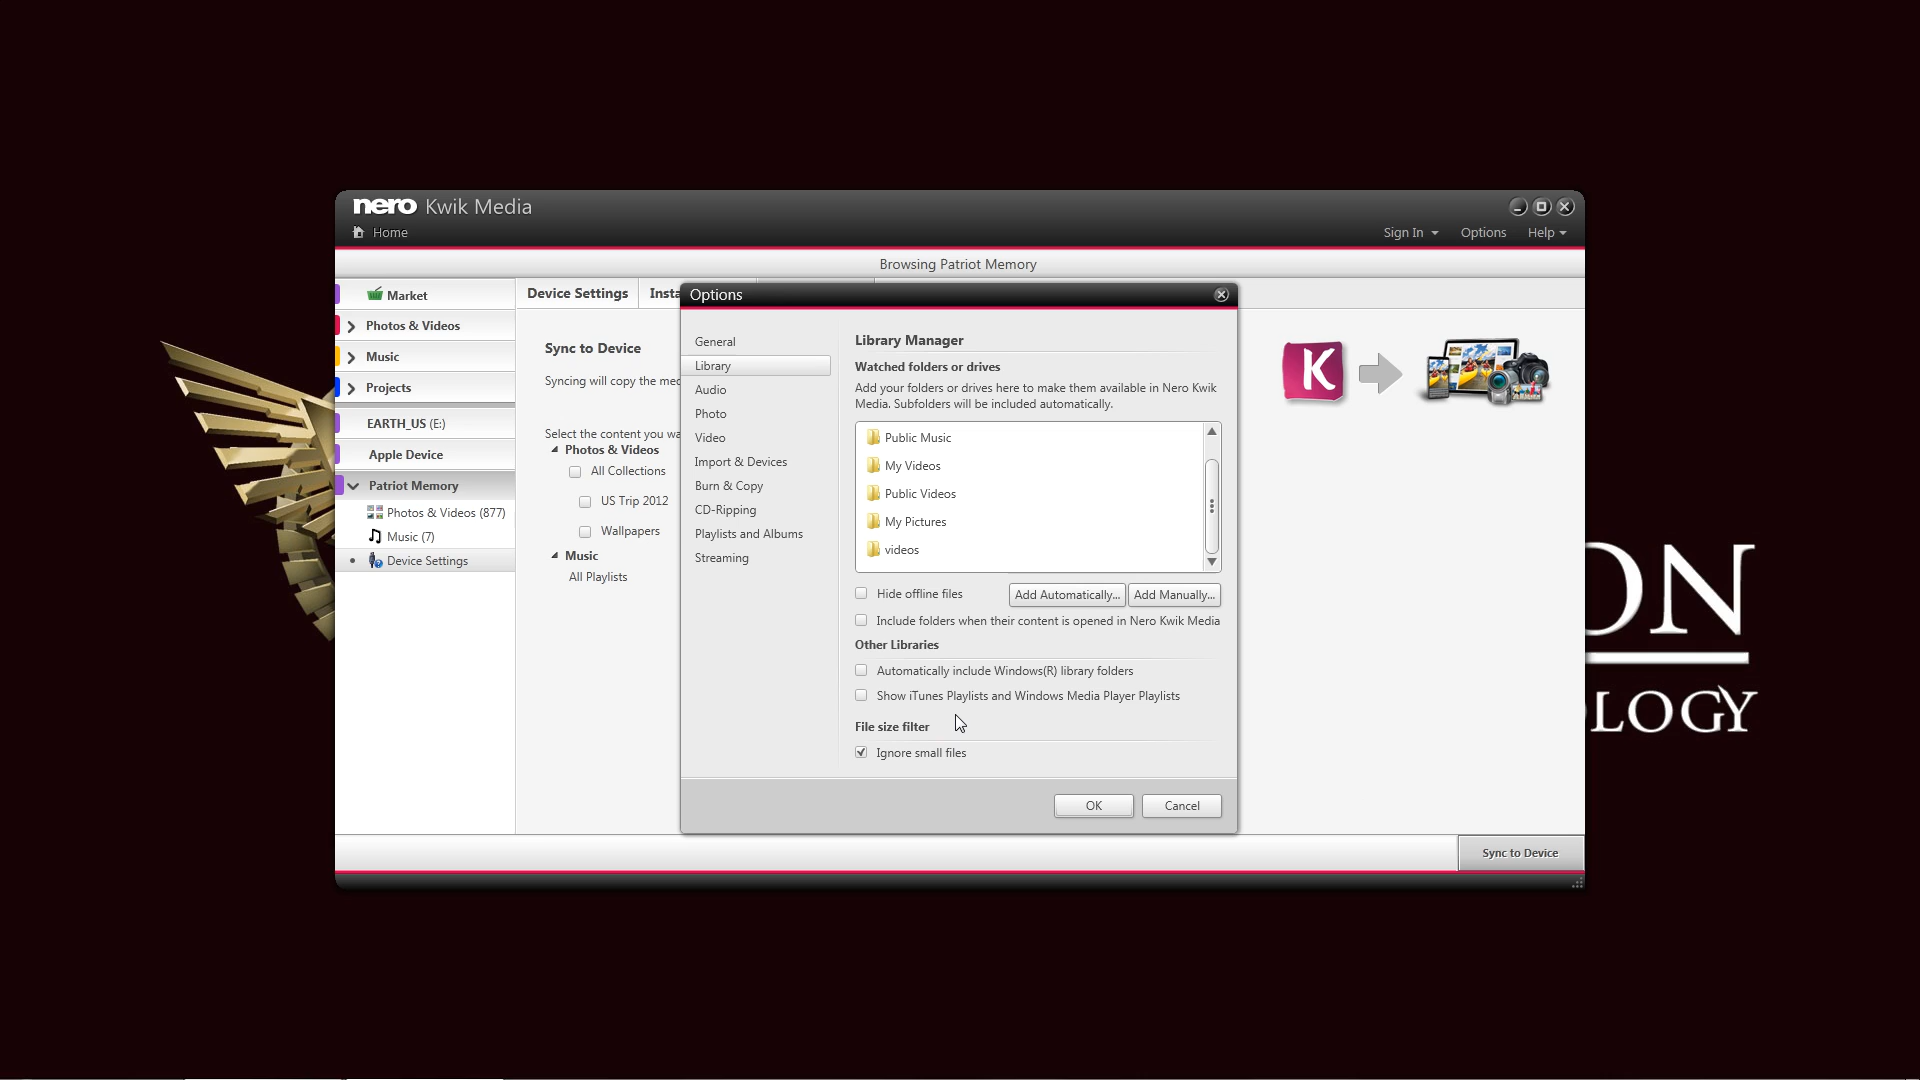 nero Kwik Media
Home
Sign In
Options
Help
Browsing Patriot Memory
Market
Photos & Videos
Music
Projects
EARTH_US (E:)
Apple Device
Patriot Memory
Photos & Videos (877)
Music (7)
Device Settings
Device Settings
Insta
Sync to Device
Syncing will copy the med
Select the content you wa
Photos & Videos
All Collections
US Trip 2012
Wallpapers
Music
All Playlists
Options
General
Library
Audio
Photo
Video
Import & Devices
Burn & Copy
CD-Ripping
Playlists and Albums
Streaming
Library Manager
Watched folders or drives
Add your folders or drives here to make them available in Nero Kwik
Media. Subfolders will be included automatically.
Public Music
My Videos
Public Videos
My Pictures
videos
Hide offline files
Add Automatically...
Add Manually...
Include folders when their content is opened in Nero Kwik Media
Other Libraries
Automatically include Windows(R) library folders
Show iTunes Playlists and Windows Media Player Playlists
File size filter
Ignore small files
OK
Cancel
K
Sync to Device
ON
LOGY